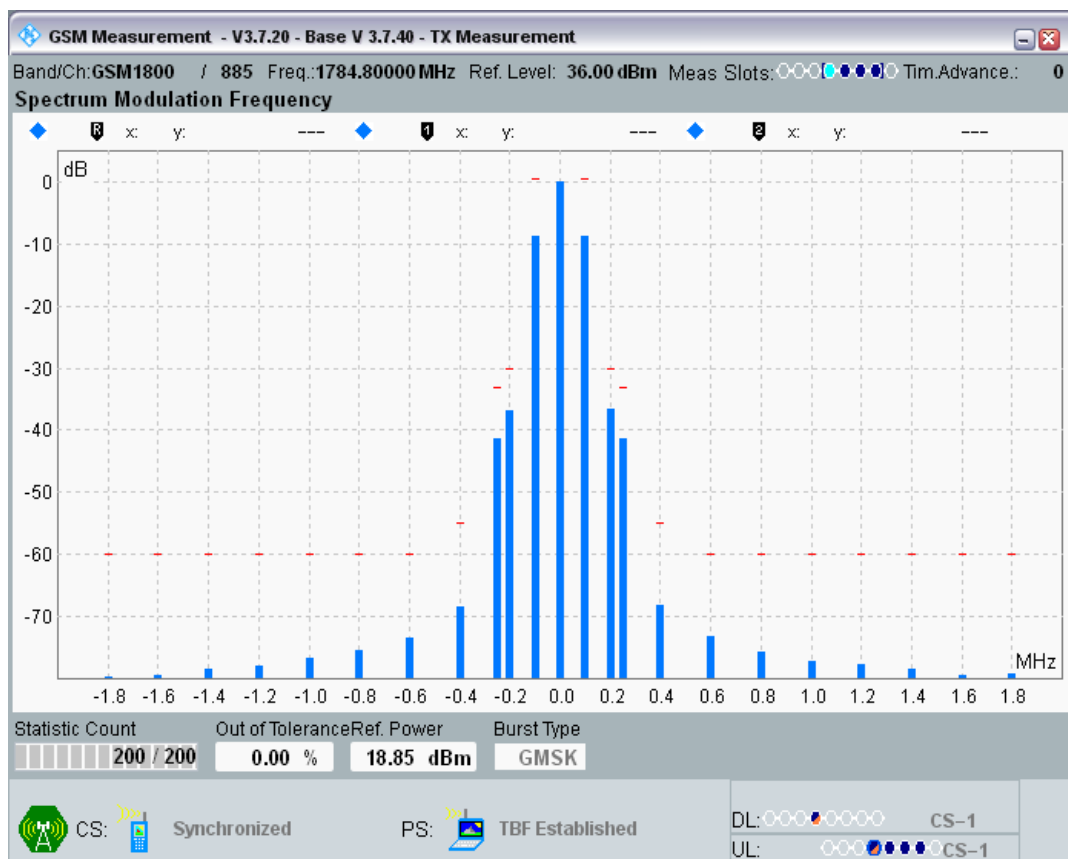 GSM Measurement - V3.7.20 - Base V 3.7.40 - TX Measurement
Band/Ch:GSM1800 / 885 Freq.:1784.80000 MHz Ref. Level: 36.00 dBm Meas Slots: Tim.Advance.: 0
Spectrum Modulation Frequency
R x: y: --- 1 x: y: --- 2 x: y: ---
dB
0
-10
-20
-30
-40
-50
-60
-70
MHz
-1.8 -1.6 -1.4 -1.2 -1.0 -0.8 -0.6 -0.4 -0.2 0.0 0.2 0.4 0.6 0.8 1.0 1.2 1.4 1.6 1.8
Statistic Count Out of Tolerance Ref. Power Burst Type
200 / 200 0.00 % 18.85 dBm GMSK
CS: Synchronized PS: TBF Established DL: CS-1
UL: CS-1